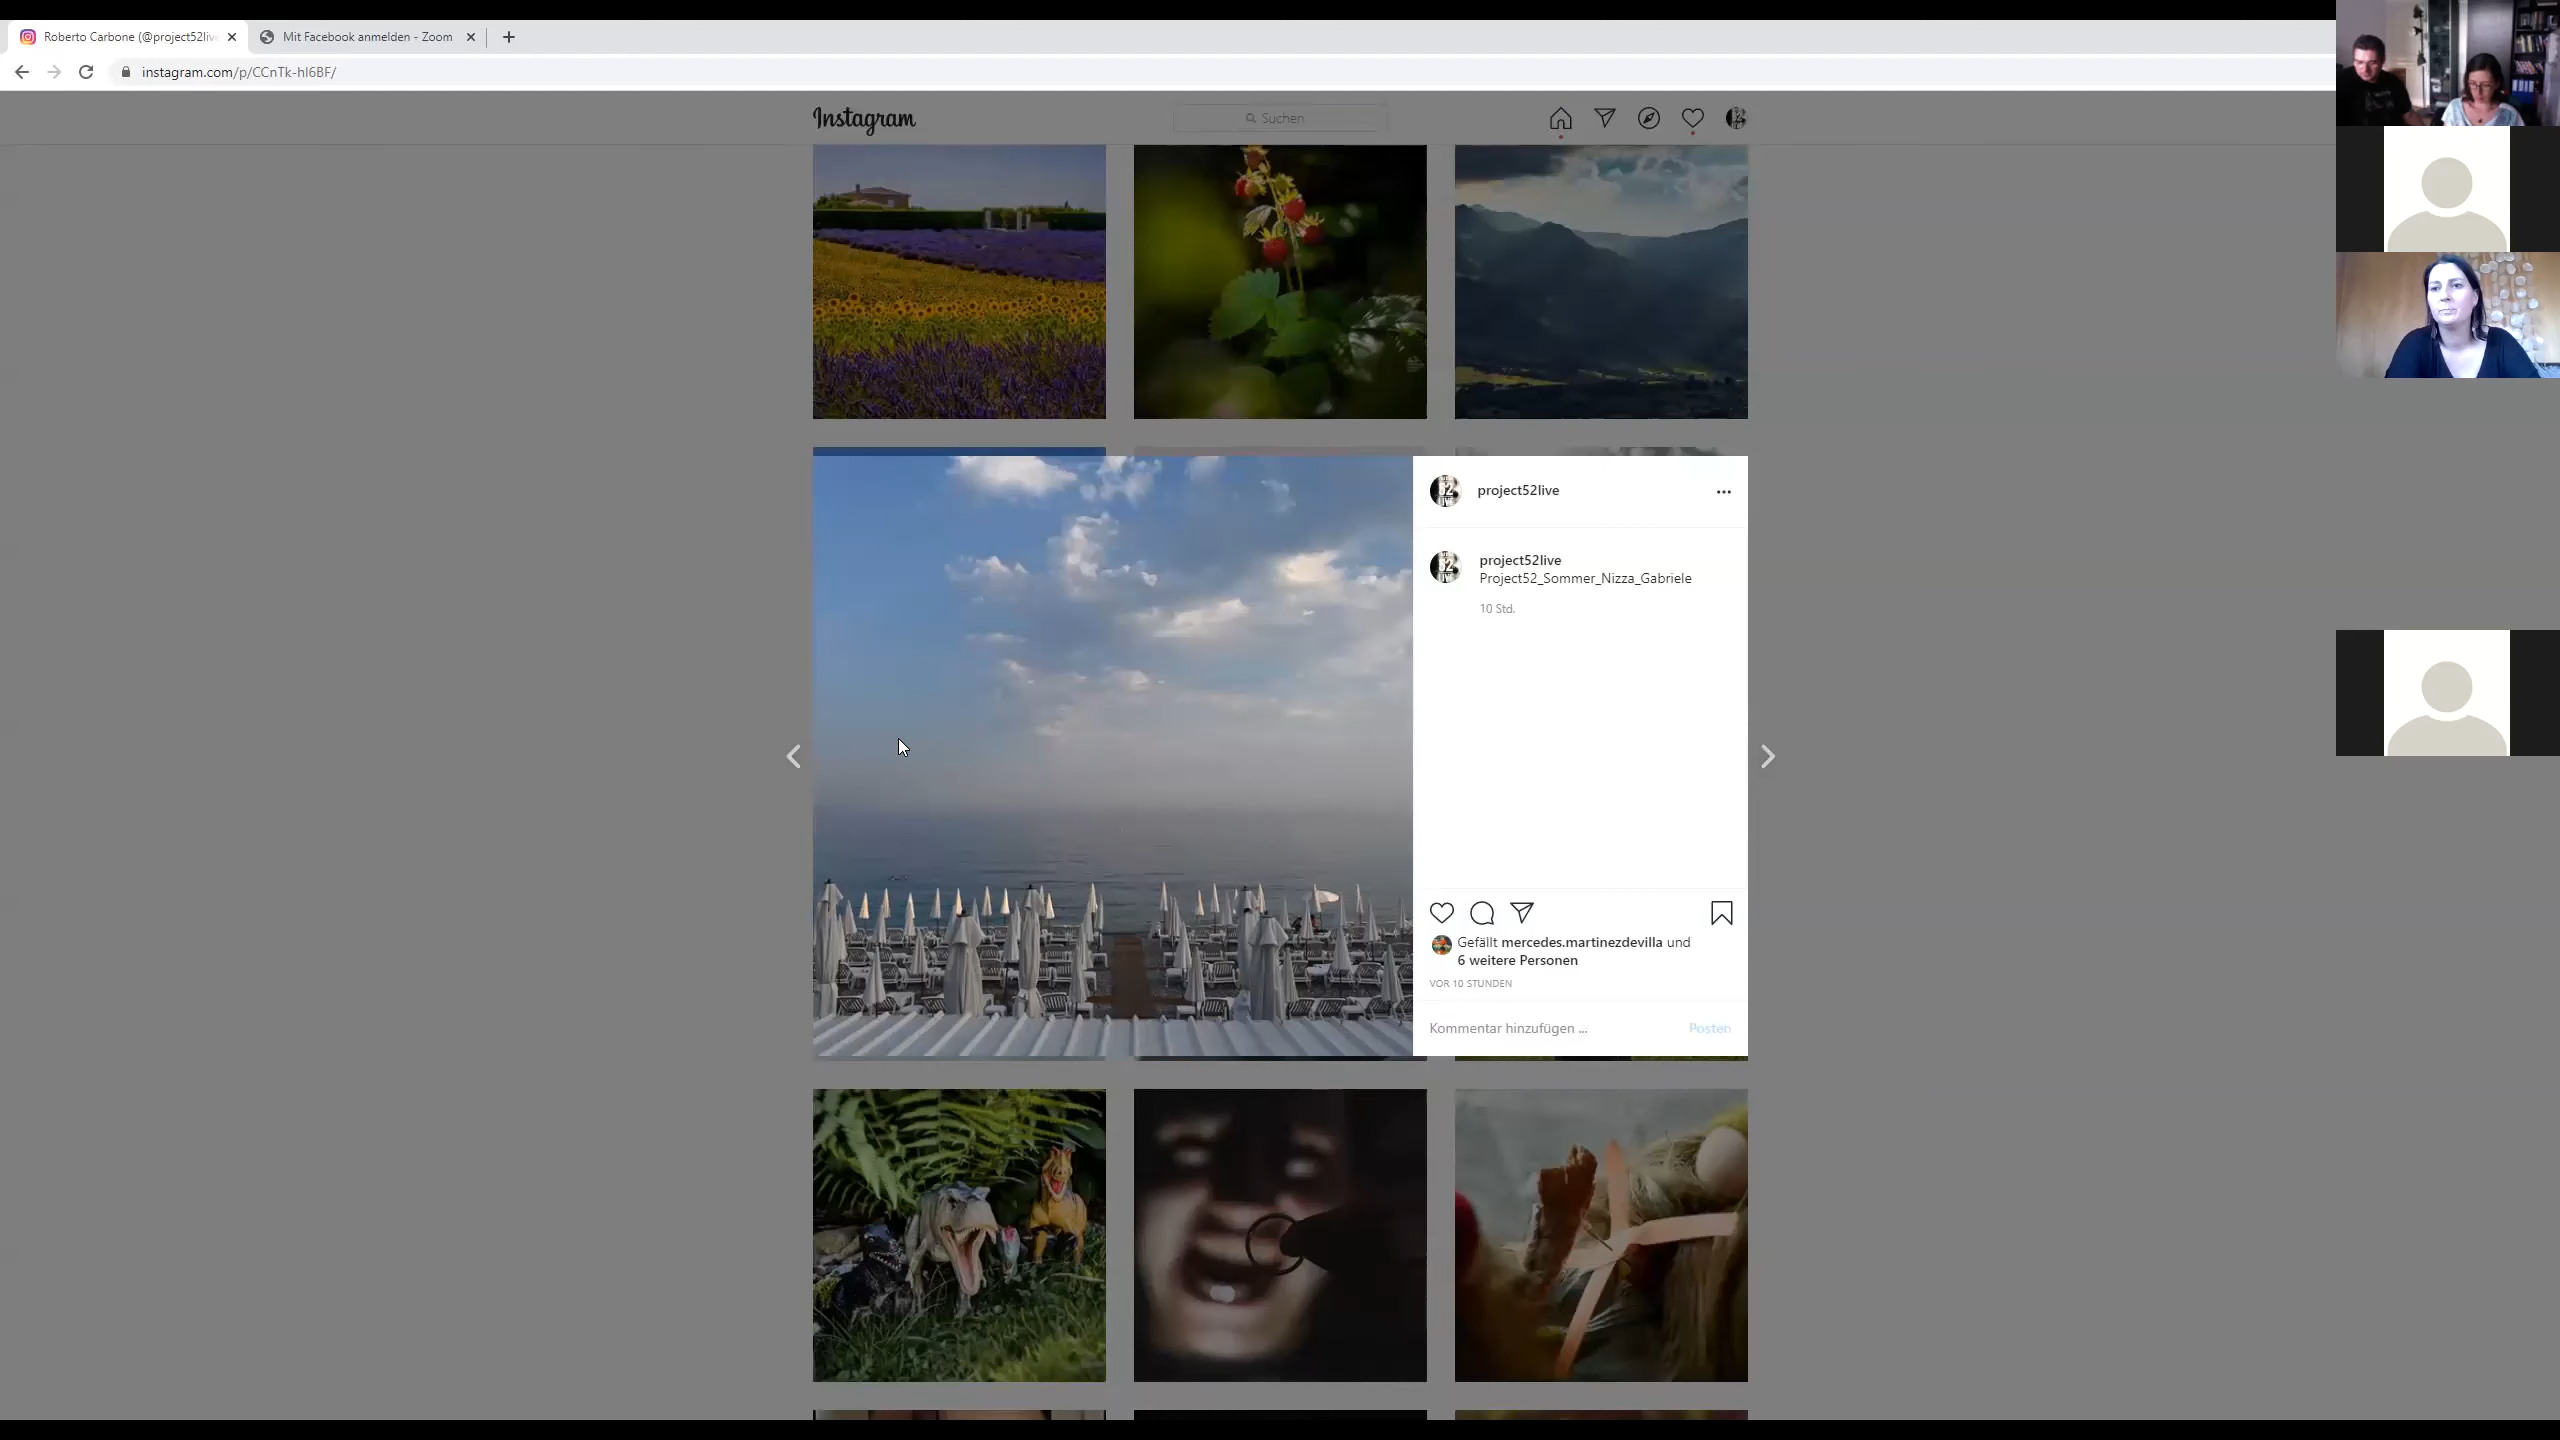 Roberto Carbone (@project52liv
Mit Facebook anmelden - Zoom
instagram.com/p/CCnTk-hI6BF/
Instagram
Suchen
project52live
project52live
Project52_Sommer_Nizza_Gabriele
10 Std.
Gefällt mercedes.martinezdevilla und
6 weitere Personen
VOR 10 STUNDEN
Kommentar hinzufügen ...
Posten